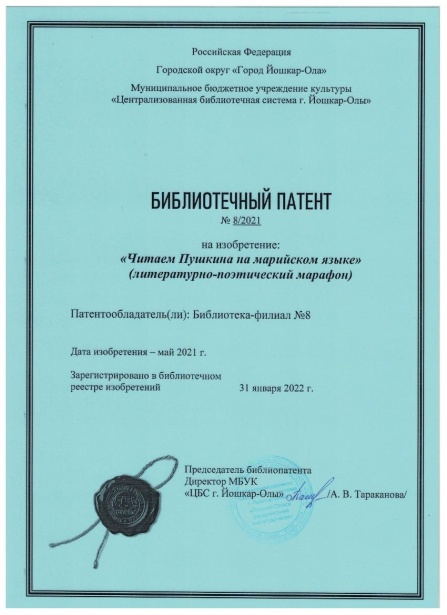 Российская Федерация
Городской округ «Город Йошкар-Ола»
Муниципальное бюджетное учреждение культуры
«Централизованная библиотечная система г. Йошкар-Олы»
БИБЛИОТЕЧНЫЙ ПАТЕНТ
№ 8/2021
на изобретение:
«Читаем Пушкина на марийском языке»
(литературно-поэтический марафон)
Патентообладатель(ли): Библиотека-филиал №8
Дата изобретения – май 2021 г.
Зарегистрировано в библиотечном
реестре изобретений 31 января 2022 г.
Председатель библиопатента
Директор МБУК
«ЦБС г. Йошкар-Олы» /А. В. Тараканова/